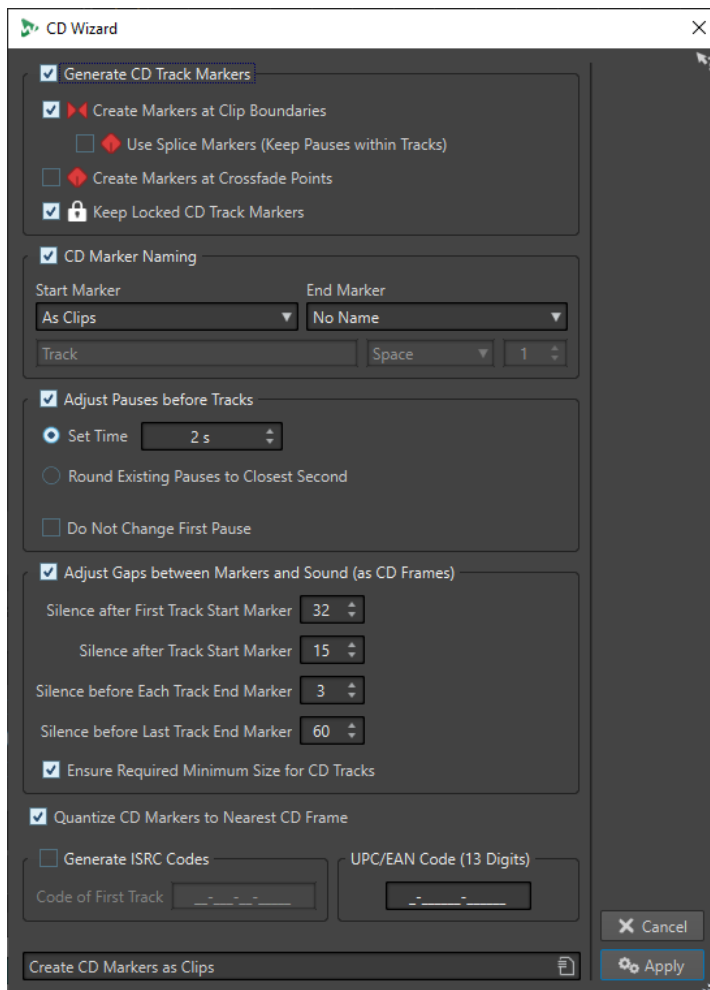 CD Wizard
Generate CD Track Markers
Create Markers at Clip Boundaries
Use Splice Markers (Keep Pauses within Tracks)
Create Markers at Crossfade Points
Keep Locked CD Track Markers
CD Marker Naming
Start Marker End Marker
As Clips No Name
Track Space 1
Adjust Pauses before Tracks
Set Time 2 s
Round Existing Pauses to Closest Second
Do Not Change First Pause
Adjust Gaps between Markers and Sound (as CD Frames)
Silence after First Track Start Marker 32
Silence after Track Start Marker 15
Silence before Each Track End Marker 3
Silence before Last Track End Marker 60
Ensure Required Minimum Size for CD Tracks
Quantize CD Markers to Nearest CD Frame
Generate ISRC Codes UPC/EAN Code (13 Digits)
Code of First Track __-___-__-_____ _-______-______
Cancel
Create CD Markers as Clips Apply